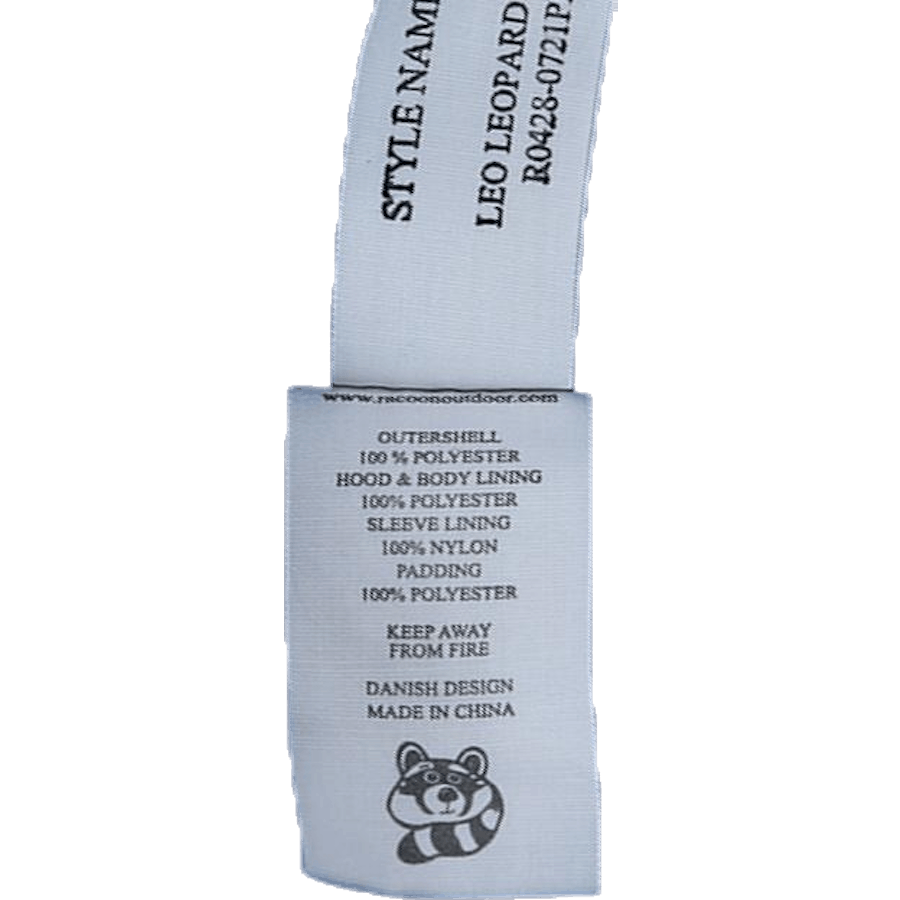 STYLE NAM
LEO LEOPARD
R0428-0721P
www.racoonoutdoor.com
OUTERSHELL
100 % POLYESTER
HOOD & BODY LINING
100% POLYESTER
SLEEVE LINING
100% NYLON
PADDING
100% POLYESTER
KEEP AWAY
FROM FIRE
DANISH DESIGN
MADE IN CHINA